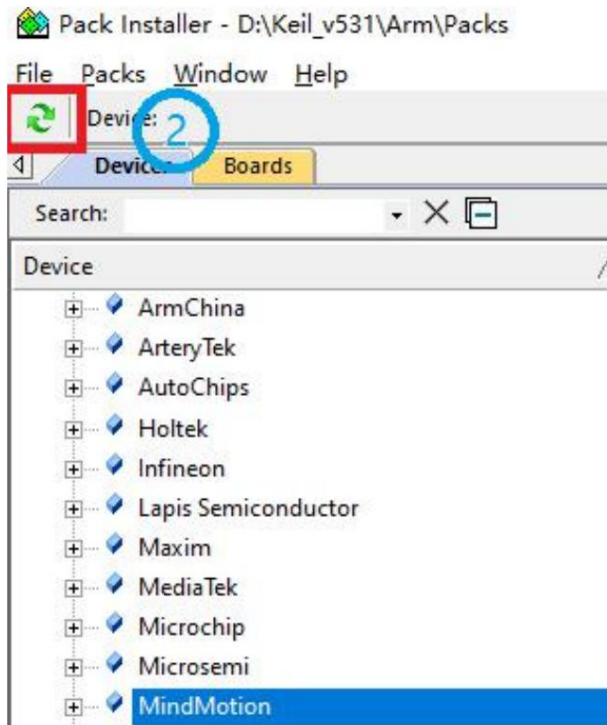 Pack Installer - D:\Keil_v531\Arm\Packs
File Packs Window Help
Device:
2
Devices Boards
Search:
Device
ArmChina
ArteryTek
AutoChips
Holtek
Infineon
Lapis Semiconductor
Maxim
MediaTek
Microchip
Microsemi
MindMotion